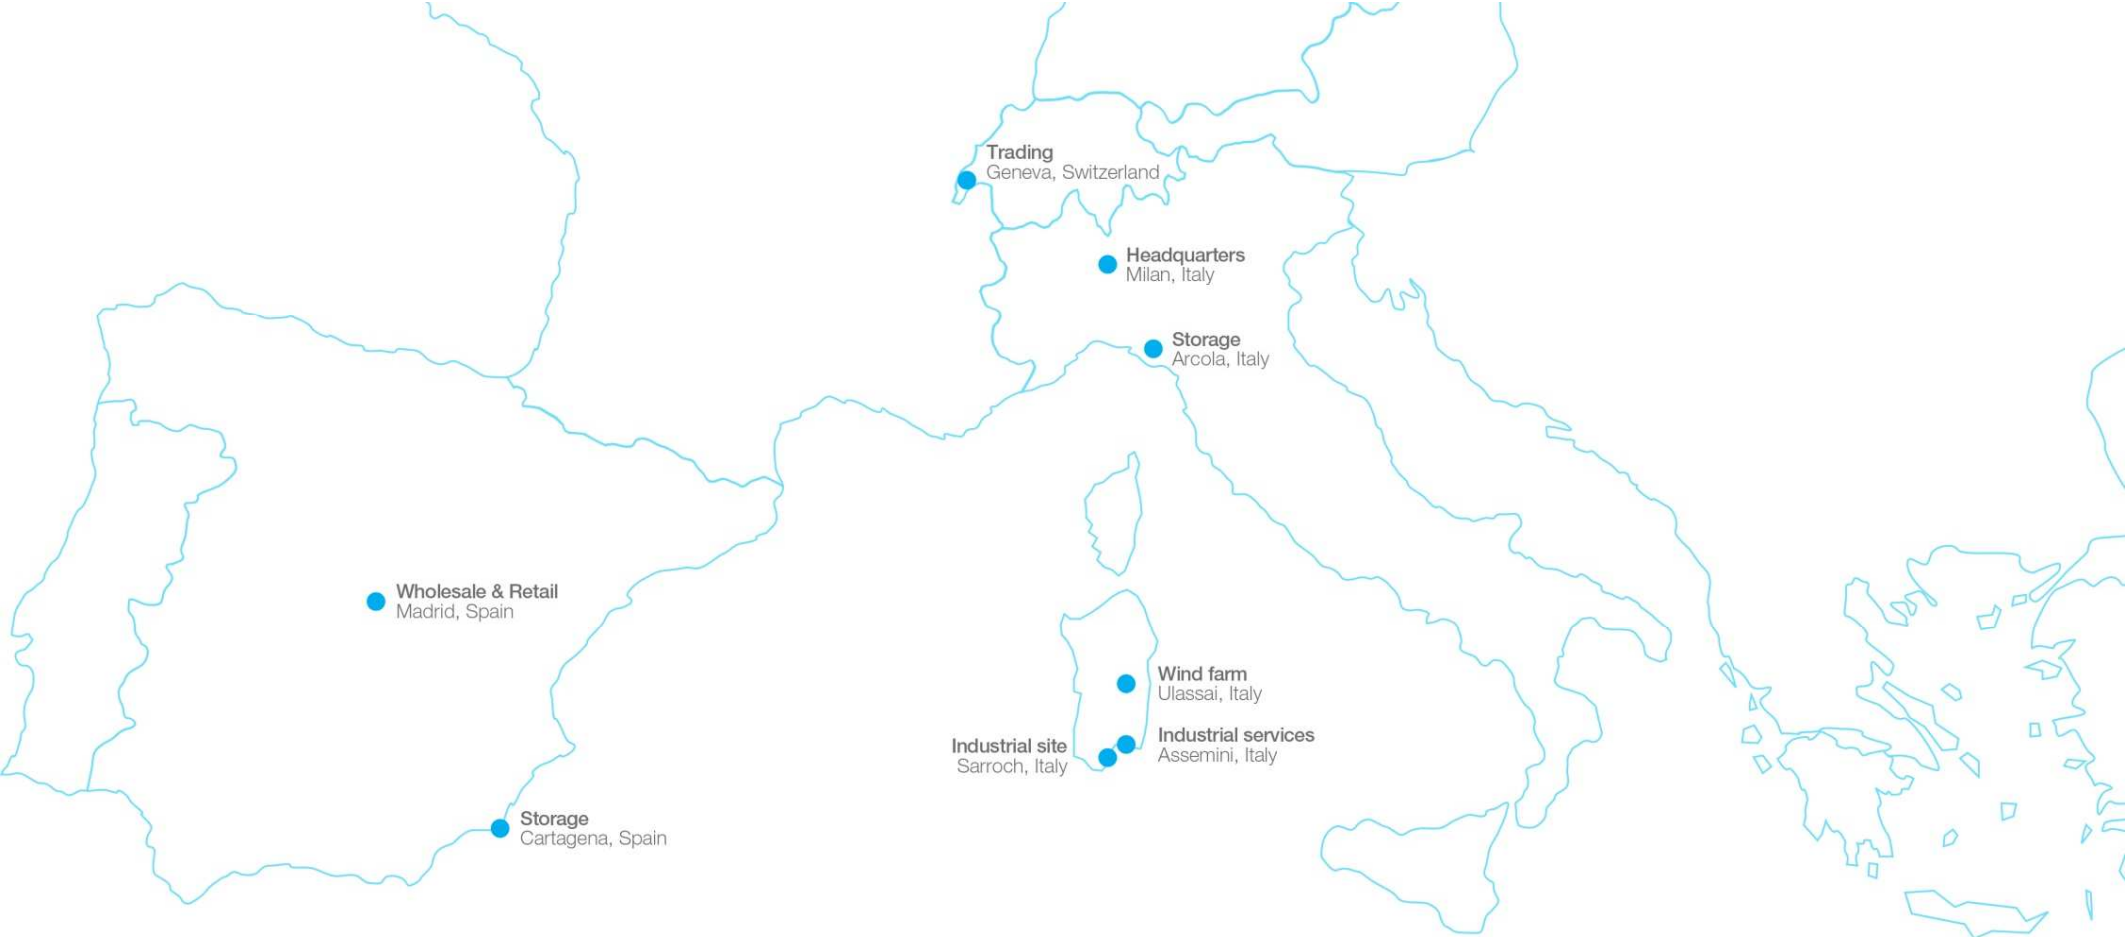 Trading
Geneva, Switzerland
Headquarters
Milan, Italy
Storage
Arcola, Italy
Wholesale & Retail
Madrid, Spain
Wind farm
Ulassai, Italy
Industrial services
Assemini, Italy
Industrial site
Sarroch, Italy
Storage
Cartagena, Spain